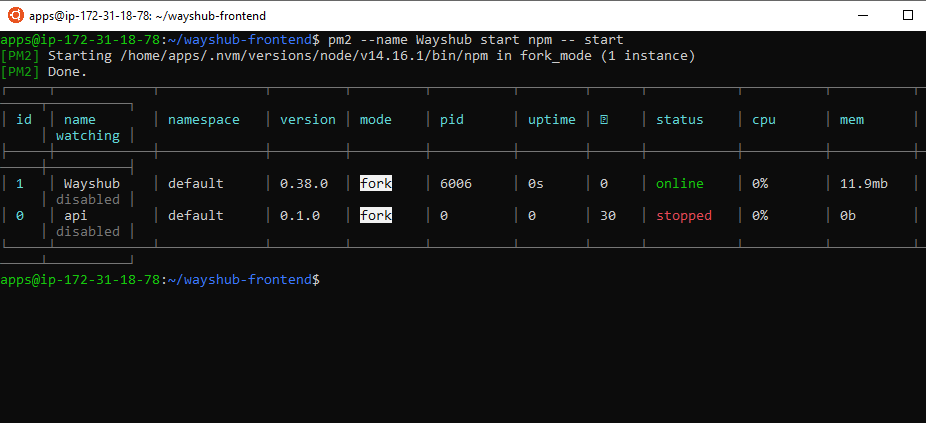 apps@ip-172-31-18-78: ~/wayshub-frontend
apps@ip-172-31-18-78:~/wayshub-frontend$ pm2 --name Wayshub start npm -- start
[PM2] Starting /home/apps/.nvm/versions/node/v14.16.1/bin/npm in fork_mode (1 instance)
[PM2] Done.
id name namespace version mode pid uptime status cpu mem
watching
1 Wayshub default 0.38.0 fork 6006 0s 0 online 0% 11.9mb
disabled
0 api default 0.1.0 fork 0 0 30 stopped 0% 0b
disabled
apps@ip-172-31-18-78:~/wayshub-frontend$